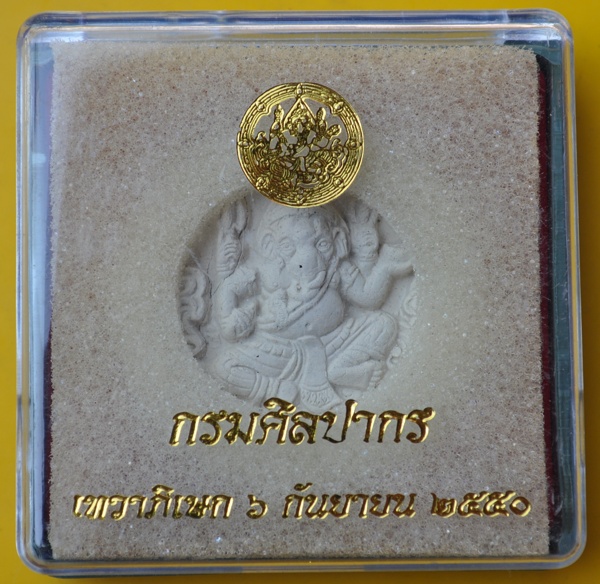 กรมศิลปากร
เทวาภิเษก ๖ กันยายน ๒๕๕๐